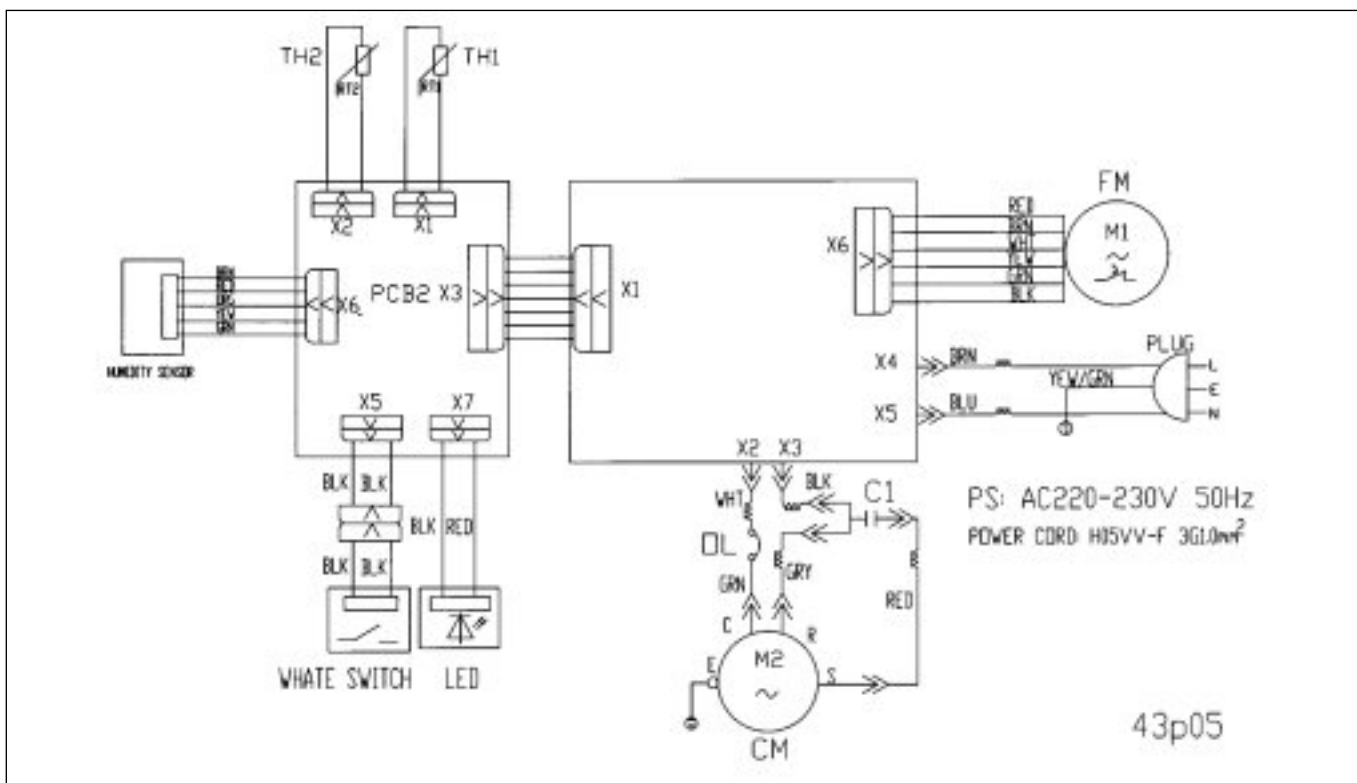 TH2
TH1
RT2
RT1
X2
X1
FM
RED
BRN
WHT
YEW
GRN
BLK
X6
M1
~
X6
PCB2
X3
X1
HUMIDITY SENSOR
PLUG
X4
BRN
L
YEW/GRN
E
X5
BLU
N
X5
X7
X2
X3
BLK BLK
WHT
BLK
C1
PS: AC220-230V 50Hz
BLK
RED
POWER CORD: H05VV-F 3G1.0mm²
OL
BLK BLK
GRN
GRY
RED
C
R
M2
E
S
~
WHATE SWITCH
LED
CM
43p05